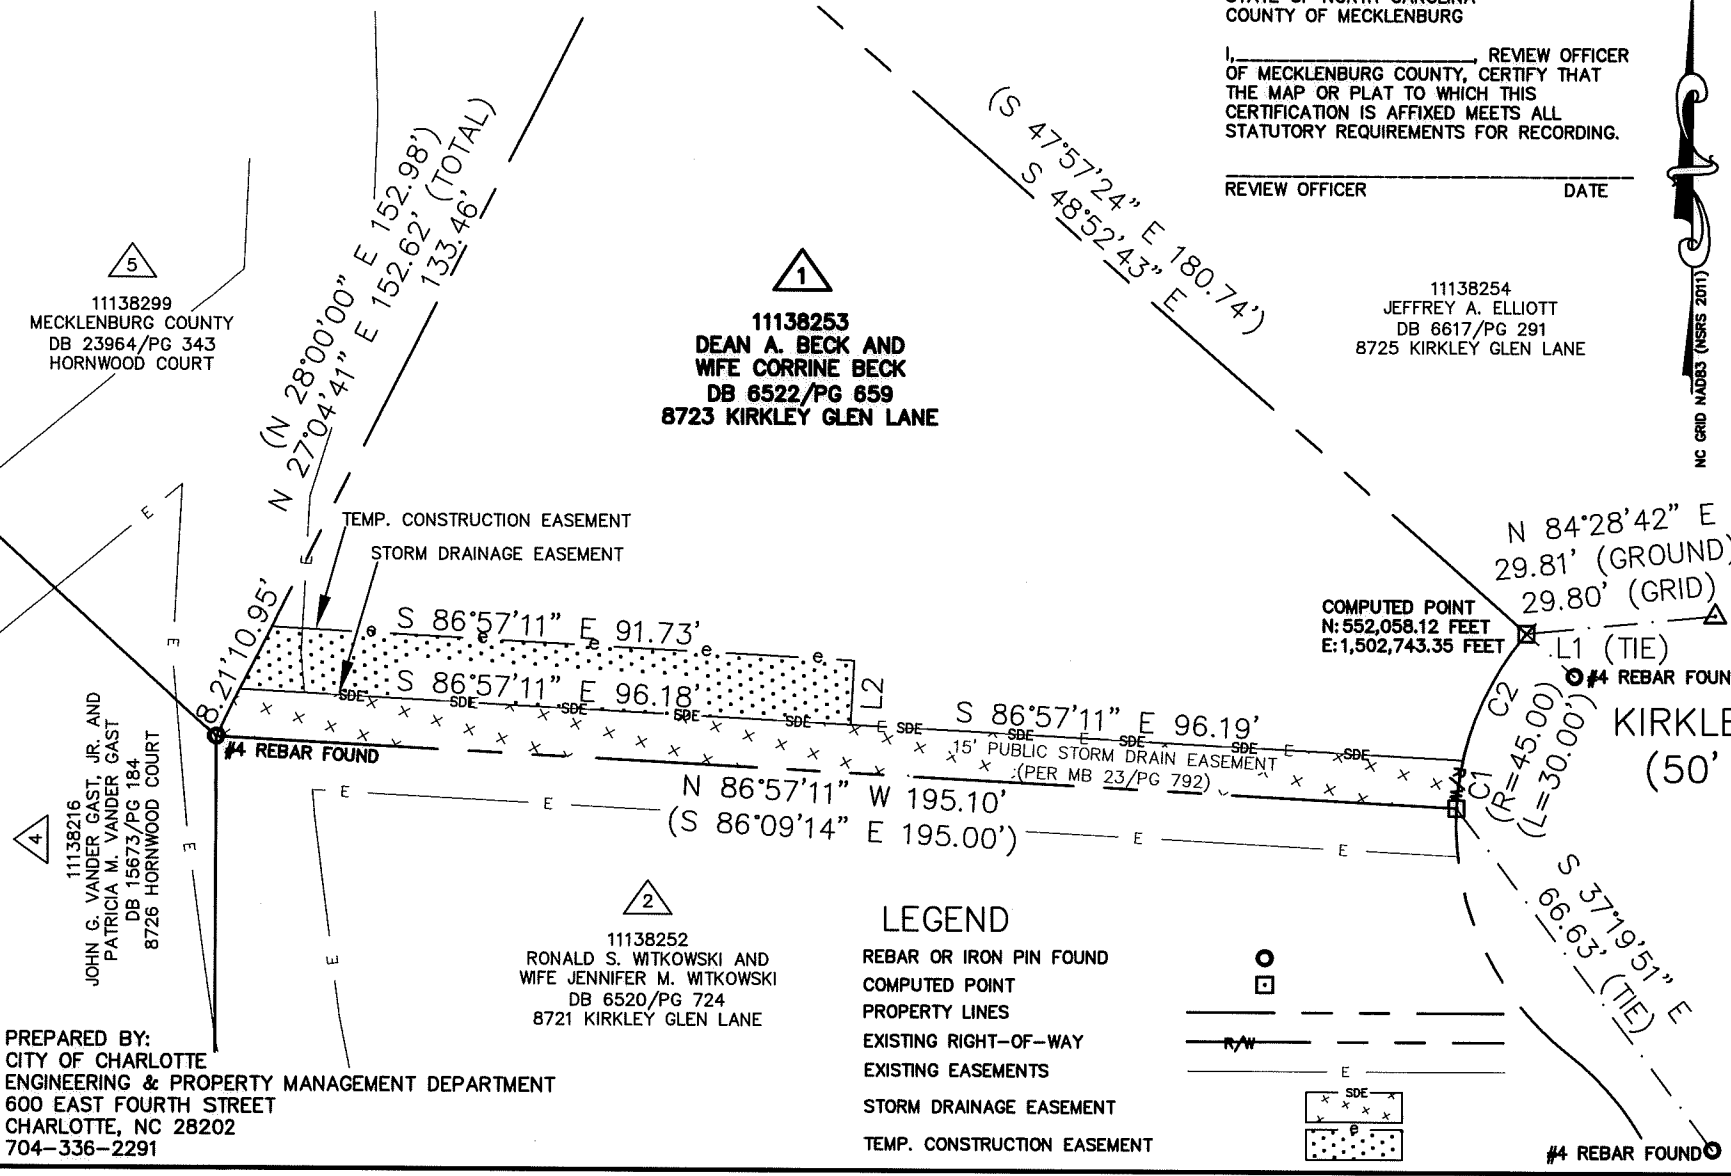 STATE OF NORTH CAROLINA
COUNTY OF MECKLENBURG
I,____________________, REVIEW OFFICER
OF MECKLENBURG COUNTY, CERTIFY THAT
THE MAP OR PLAT TO WHICH THIS
CERTIFICATION IS AFFIXED MEETS ALL
STATUTORY REQUIREMENTS FOR RECORDING.
REVIEW OFFICER DATE
NC GRID NAD83 (NSRS 2011)
(N 28°00'00" E 152.98')
N 27°04'41" E 152.62' (TOTAL)
133.46'
(S 47°57'24" E 180.74')
S 48°52'43" E
5
11138299
MECKLENBURG COUNTY
DB 23964/PG 343
HORNWOOD COURT
1
11138253
DEAN A. BECK AND
WIFE CORRINE BECK
DB 6522/PG 659
8723 KIRKLEY GLEN LANE
11138254
JEFFREY A. ELLIOTT
DB 6617/PG 291
8725 KIRKLEY GLEN LANE
E
TEMP. CONSTRUCTION EASEMENT
STORM DRAINAGE EASEMENT
E
N 84°28'42" E
29.81' (GROUND)
29.80' (GRID)
COMPUTED POINT
N: 552,058.12 FEET
E: 1,502,743.35 FEET
L1 (TIE)
#4 REBAR FOUN
KIRKLE
(50'
10.95'
8.21'
E
e S 86°57'11" E 91.73' e e e e
S 86°57'11" E 96.18'
SDE SDE SDE SDE SDE
L2
E SDE SDE SDE SDE E SDE
S 86°57'11" E 96.19'
15' PUBLIC STORM DRAIN EASEMENT
(PER MB 23/PG 792)
C2
C1
R/W
(R=45.00')
(L=30.00')
#4 REBAR FOUND
N 86°57'11" W 195.10'
(S 86°09'14" E 195.00')
E E E E
S 37°19'51" E
66.63' (TIE)
4
11138216
JOHN G. VANDER GAST, JR. AND
PATRICIA M. VANDER GAST
DB 15673/PG 184
8726 HORNWOOD COURT
E
E
2
11138252
RONALD S. WITKOWSKI AND
WIFE JENNIFER M. WITKOWSKI
DB 6520/PG 724
8721 KIRKLEY GLEN LANE
LEGEND
REBAR OR IRON PIN FOUND
COMPUTED POINT
PROPERTY LINES
EXISTING RIGHT-OF-WAY R/W
EXISTING EASEMENTS E
STORM DRAINAGE EASEMENT SDE
TEMP. CONSTRUCTION EASEMENT e
#4 REBAR FOUND
PREPARED BY:
CITY OF CHARLOTTE
ENGINEERING & PROPERTY MANAGEMENT DEPARTMENT
600 EAST FOURTH STREET
CHARLOTTE, NC 28202
704-336-2291